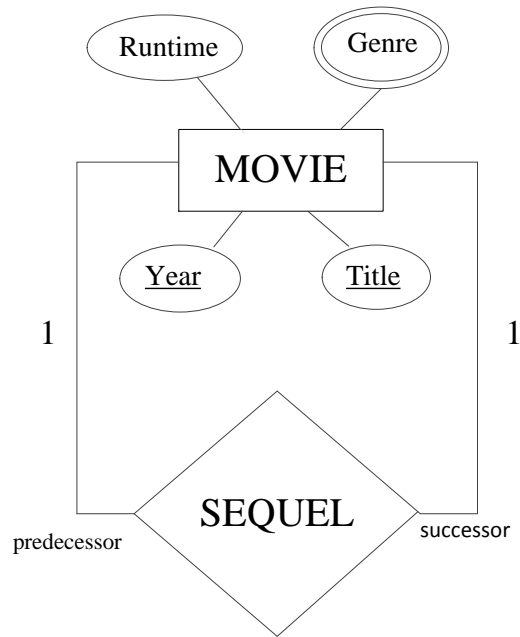 Runtime
Genre
MOVIE
Year
Title
1
1
SEQUEL
predecessor
successor